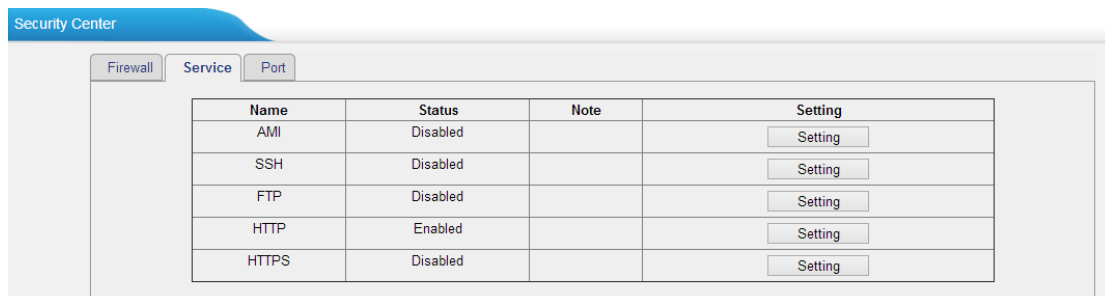 Security Center
Firewall Service Port
Name Status Note Setting
AMI Disabled Setting
SSH Disabled Setting
FTP Disabled Setting
HTTP Enabled Setting
HTTPS Disabled Setting